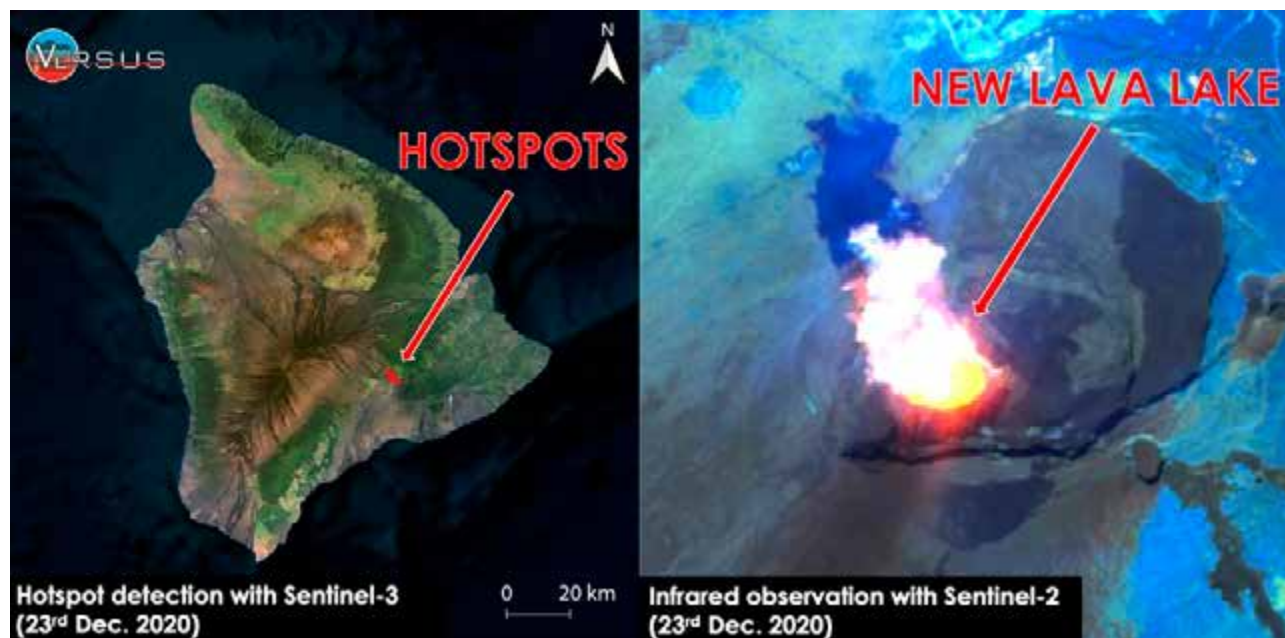 VERSUS
N
HOTSPOTS
NEW LAVA LAKE
Hotspot detection with Sentinel-3
(23rd Dec. 2020)
0 20 km
Infrared observation with Sentinel-2
(23rd Dec. 2020)